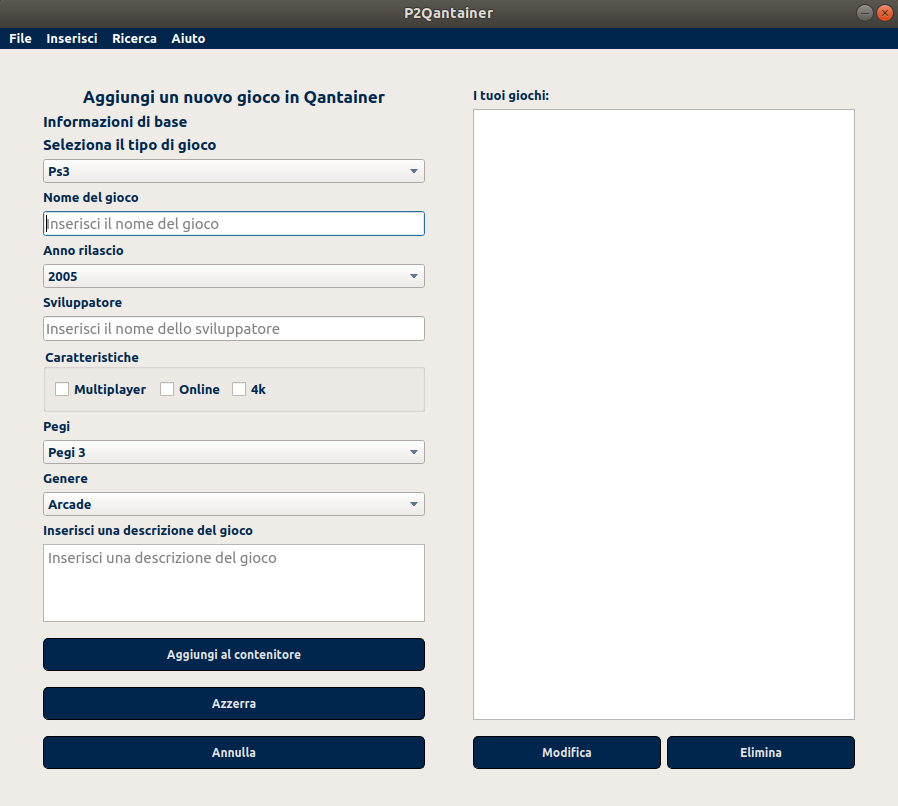 P2Qantainer
File Inserisci Ricerca Aiuto
Aggiungi un nuovo gioco in Qantainer
Informazioni di base
Seleziona il tipo di gioco
Ps3
Nome del gioco
Inserisci il nome del gioco
Anno rilascio
2005
Sviluppatore
Inserisci il nome dello sviluppatore
Caratteristiche
Multiplayer Online 4k
Pegi
Pegi 3
Genere
Arcade
Inserisci una descrizione del gioco
Inserisci una descrizione del gioco
Aggiungi al contenitore
Azzerra
Annulla
I tuoi giochi:
Modifica Elimina